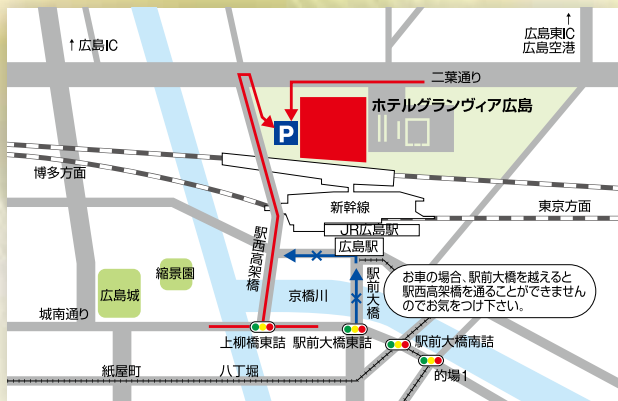 ↑広島IC
↑
広島東IC
広島空港
二葉通り
ホテルグランヴィア広島
P
博多方面
新幹線
東京方面
JR広島駅
広島駅
駅西高架橋
駅前大橋
お車の場合、駅前大橋を越えると
駅西高架橋を通ることができません
のでお気をつけ下さい。
縮景園
広島城
京橋川
城南通り
上柳橋東詰
駅前大橋東詰
駅前大橋南詰
紙屋町
八丁堀
的場1